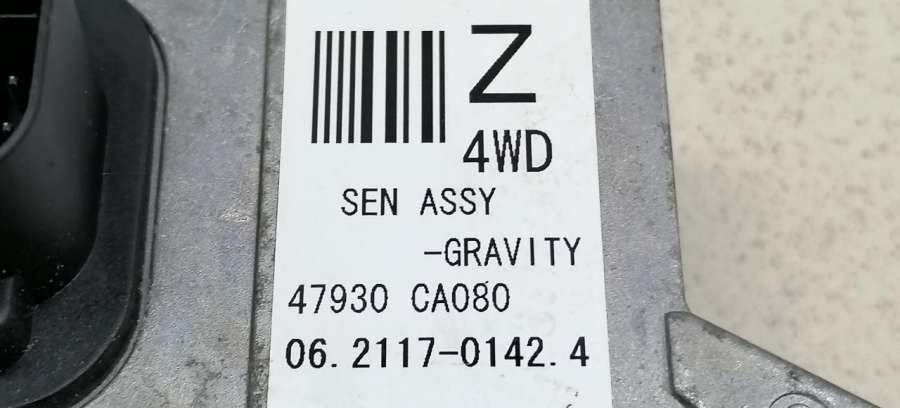 Z
4WD
SEN ASSY
-GRAVITY
47930 CA080
06.2117-0142.4